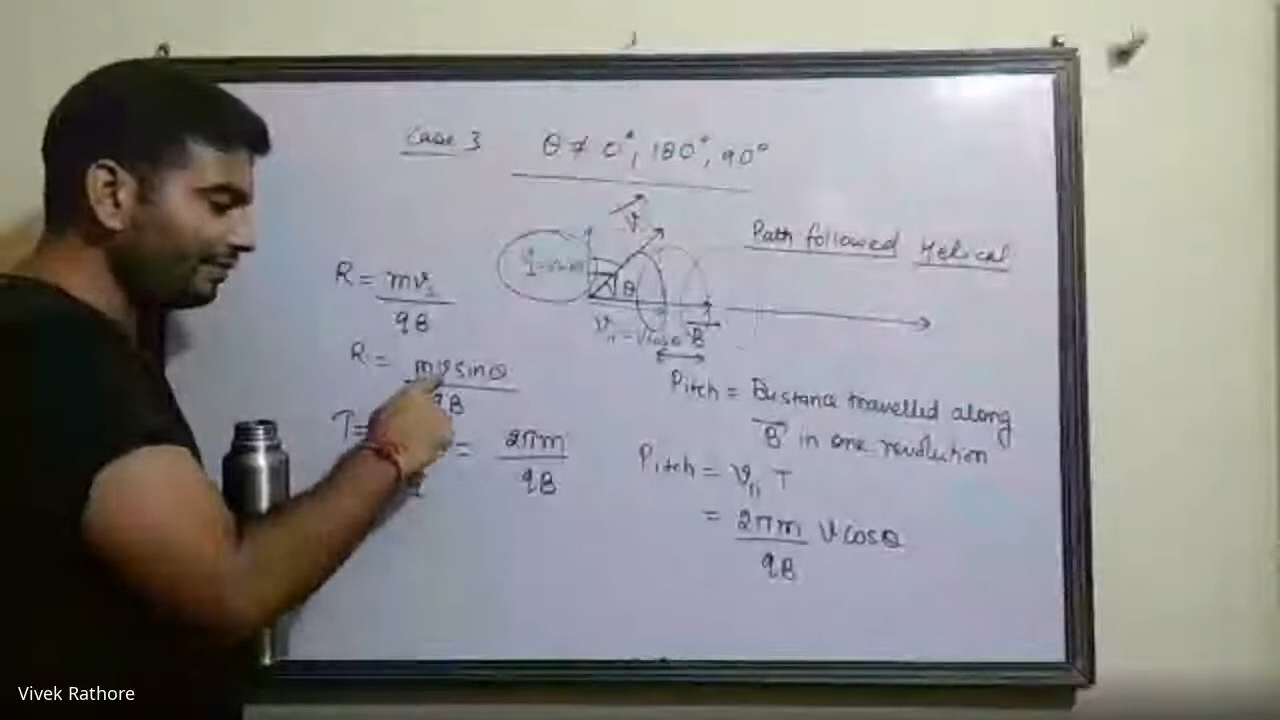 Case 3 θ ≠ 0°, 180°, 90°
Path followed Helical
v
q
θ
R = mv⊥
qB
v∥ = vcosθ B
R = mvsinθ
qB
Pitch = Distance travelled along
B in one revolution
T=
= 2πm
qB
Pitch = v∥ T
= 2πm vcosθ
qB
Vivek Rathore